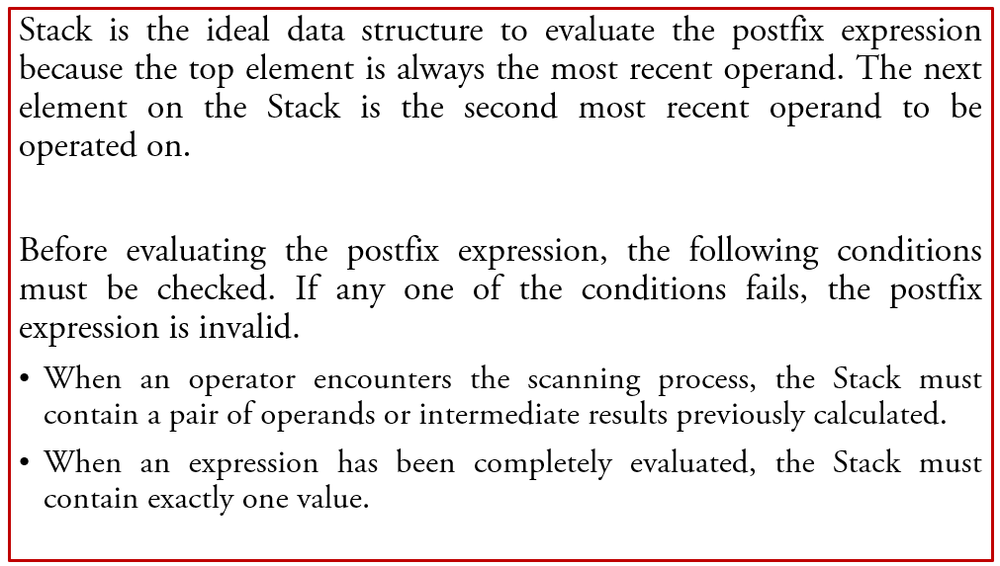 Stack is the ideal data structure to evaluate the postfix expression
because the top element is always the most recent operand. The next
element on the Stack is the second most recent operand to be
operated on.
Before evaluating the postfix expression, the following conditions
must be checked. If any one of the conditions fails, the postfix
expression is invalid.
• When an operator encounters the scanning process, the Stack must
contain a pair of operands or intermediate results previously calculated.
• When an expression has been completely evaluated, the Stack must
contain exactly one value.